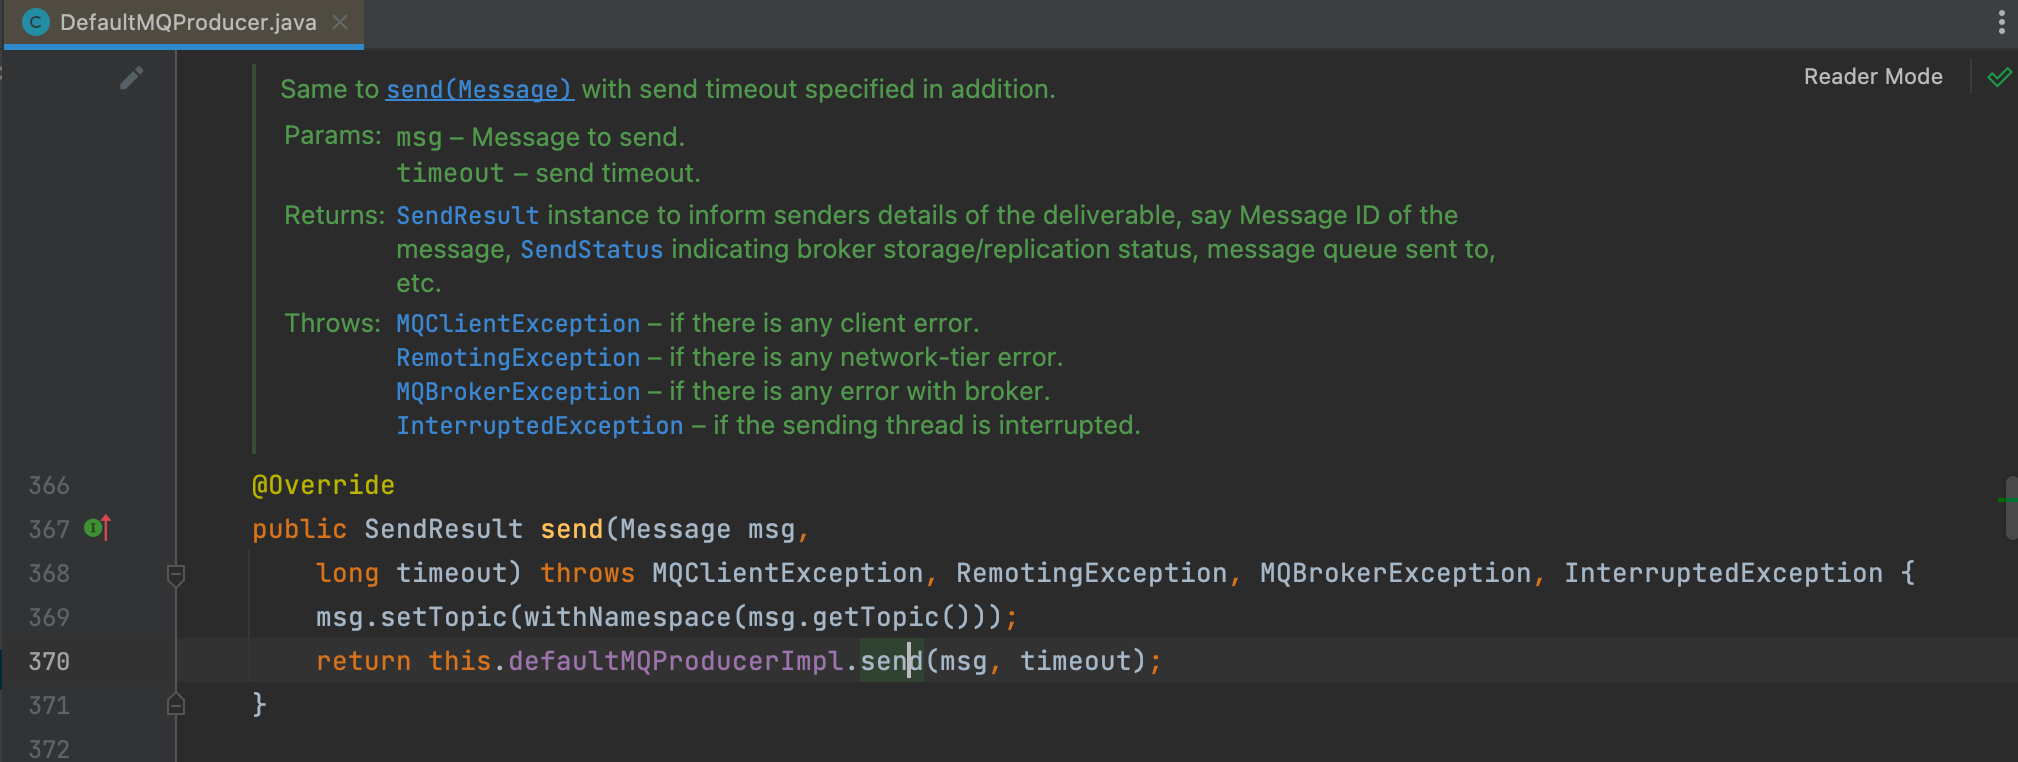 DefaultMQProducer.java
Reader Mode
Same to send(Message) with send timeout specified in addition.
Params: msg – Message to send.
timeout – send timeout.
Returns: SendResult instance to inform senders details of the deliverable, say Message ID of the
message, SendStatus indicating broker storage/replication status, message queue sent to,
etc.
Throws: MQClientException – if there is any client error.
RemotingException – if there is any network-tier error.
MQBrokerException – if there is any error with broker.
InterruptedException – if the sending thread is interrupted.
366 @Override
367 public SendResult send(Message msg,
368 long timeout) throws MQClientException, RemotingException, MQBrokerException, InterruptedException {
369 msg.setTopic(withNamespace(msg.getTopic()));
370 return this.defaultMQProducerImpl.send(msg, timeout);
371 }
372